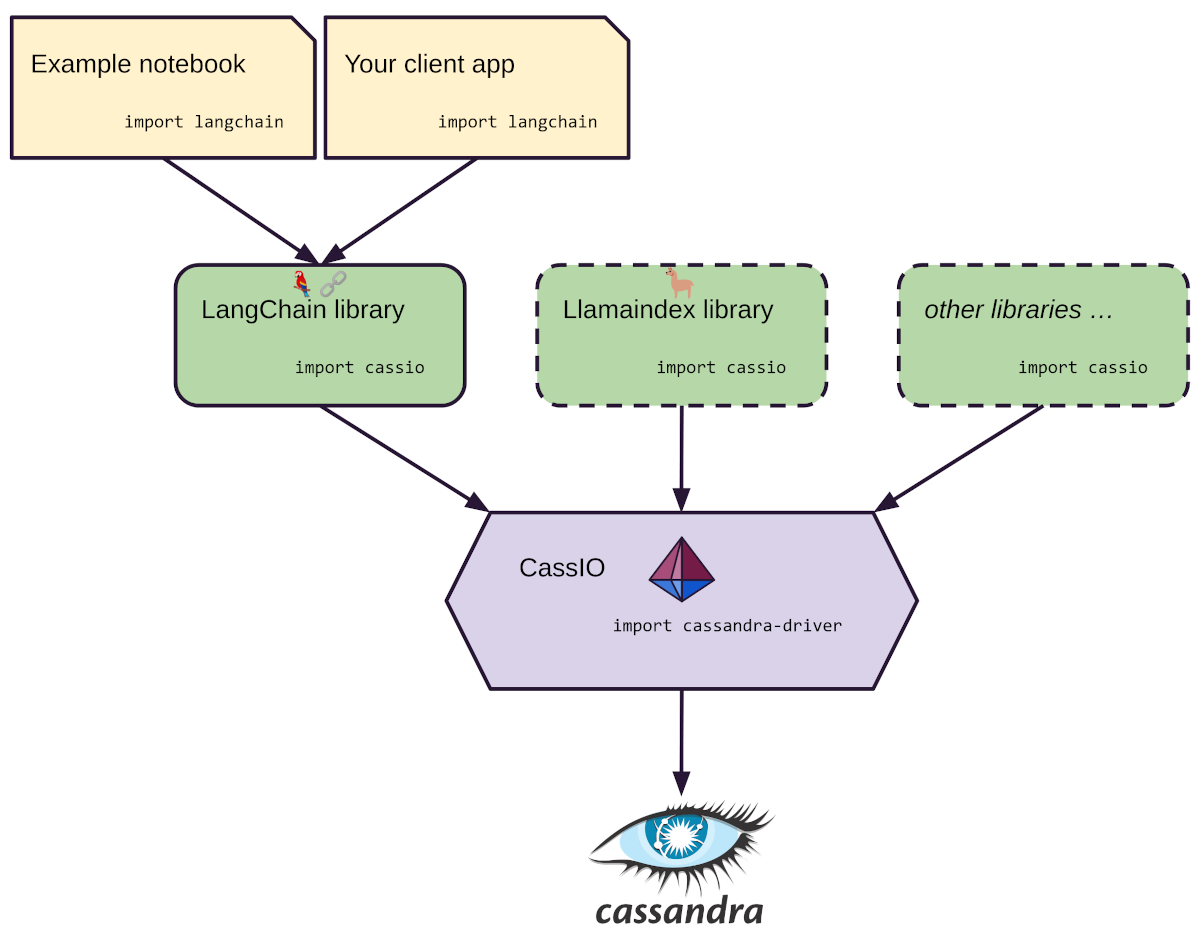 Example notebook
import langchain
Your client app
import langchain
LangChain library
import cassio
Llamaindex library
import cassio
other libraries …
import cassio
CassIO
import cassandra-driver
cassandra